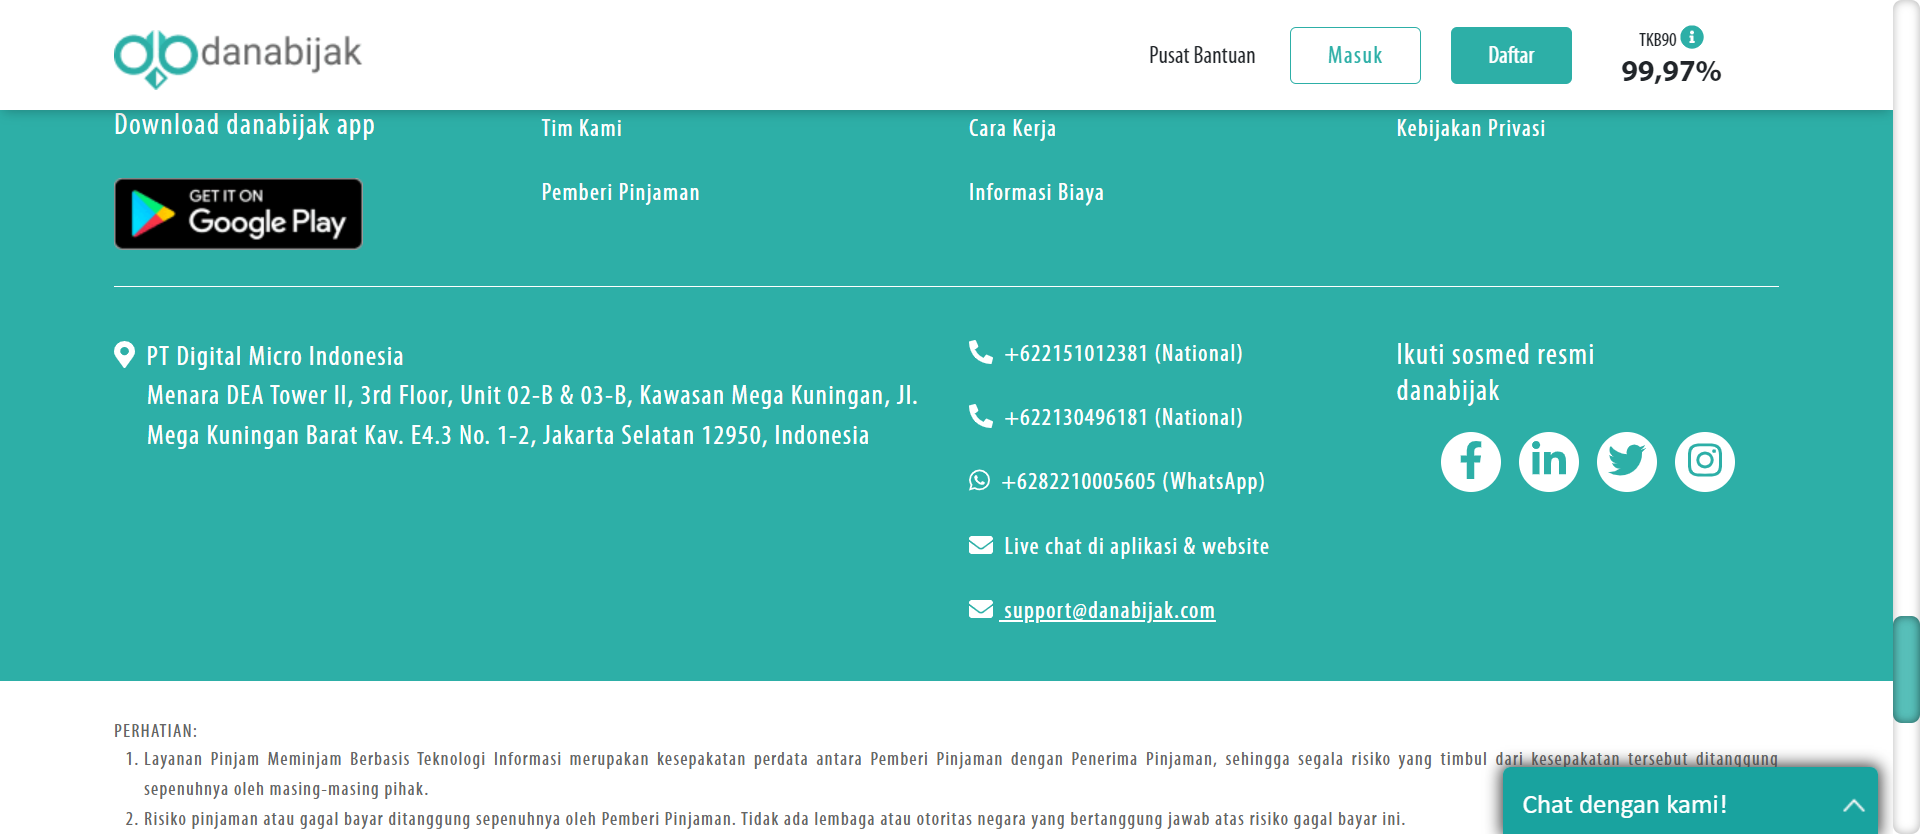 danabijak
Pusat Bantuan
Masuk
Daftar
TKB90
99,97%
Download danabijak app
GET IT ON
Google Play
Tim Kami
Pemberi Pinjaman
Cara Kerja
Informasi Biaya
Kebijakan Privasi
PT Digital Micro Indonesia
Menara DEA Tower II, 3rd Floor, Unit 02-B & 03-B, Kawasan Mega Kuningan, Jl.
Mega Kuningan Barat Kav. E4.3 No. 1-2, Jakarta Selatan 12950, Indonesia
+622151012381 (National)
+622130496181 (National)
+6282210005605 (WhatsApp)
Live chat di aplikasi & website
support@danabijak.com
Ikuti sosmed resmi
danabijak
PERHATIAN:
1. Layanan Pinjam Meminjam Berbasis Teknologi Informasi merupakan kesepakatan perdata antara Pemberi Pinjaman dengan Penerima Pinjaman, sehingga segala risiko yang timbul dari kesepakatan tersebut ditanggung
sepenuhnya oleh masing-masing pihak.
2. Risiko pinjaman atau gagal bayar ditanggung sepenuhnya oleh Pemberi Pinjaman. Tidak ada lembaga atau otoritas negara yang bertanggung jawab atas risiko gagal bayar ini.
Chat dengan kami!